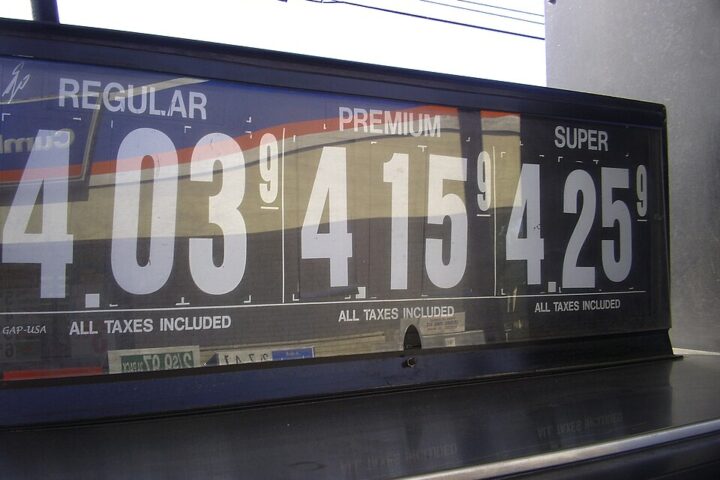 REGULAR
4.03 9
ALL TAXES INCLUDED
PREMIUM
4.15 9
ALL TAXES INCLUDED
SUPER
4.25 9
ALL TAXES INCLUDED
GAP-USA